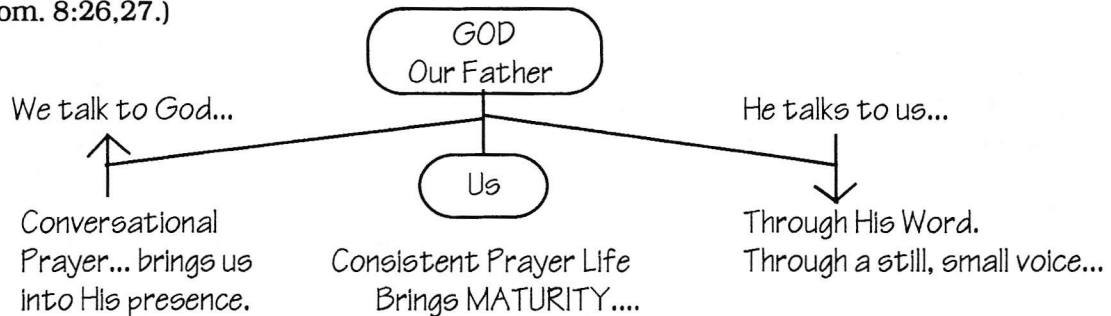 om. 8:26,27.)
GOD
Our Father
We talk to God...
He talks to us...
Us
Conversational
Prayer... brings us
into His presence.
Consistent Prayer Life
Brings MATURITY....
Through His Word.
Through a still, small voice...